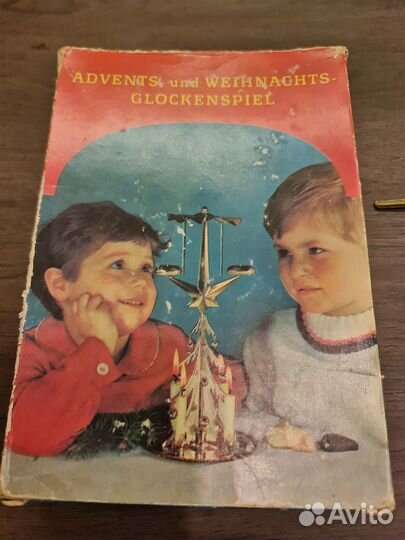 ADVENTS- und WEIHNACHTS-
GLOCKENSPIEL
Avito